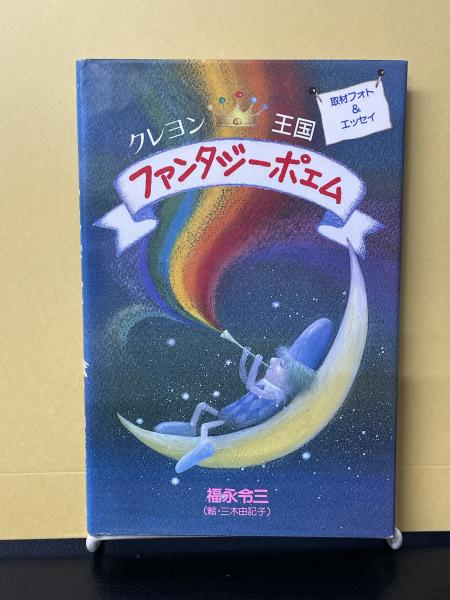 取材フォト
&
エッセイ
クレヨン 王国
ファンタジーポエム
福永令三
(絵・三木由記子)